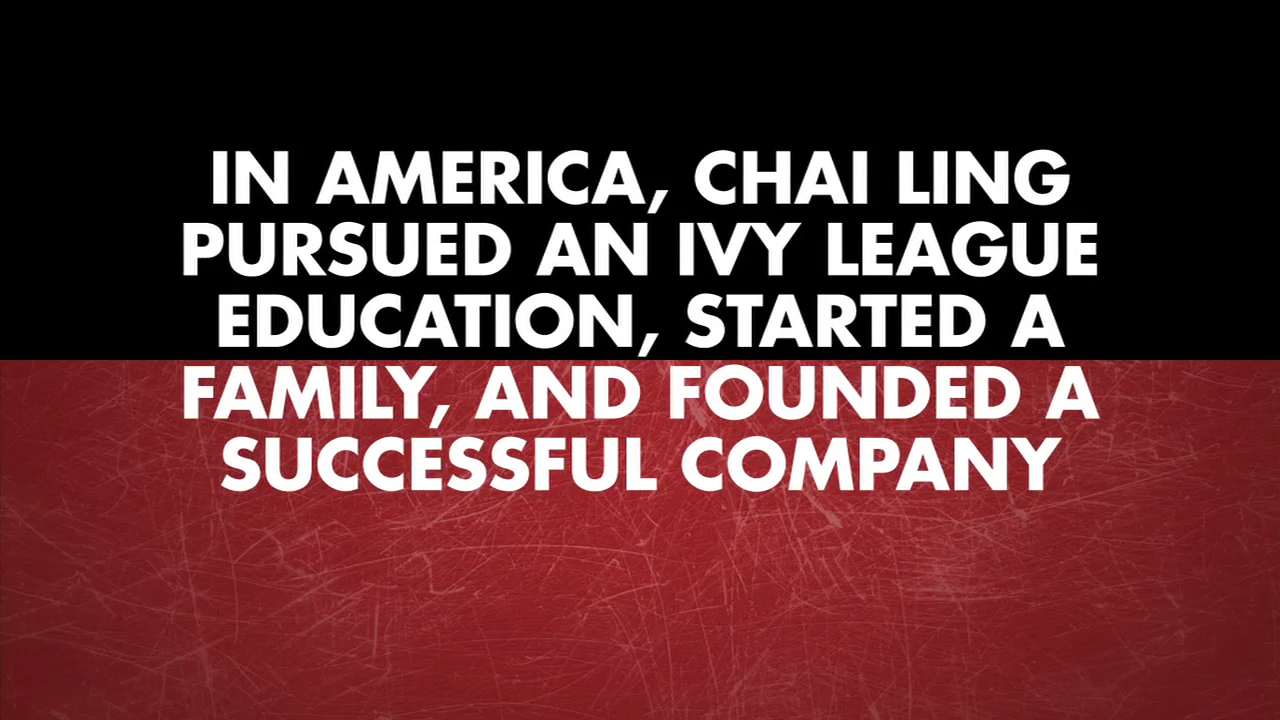 IN AMERICA, CHAI LING
PURSUED AN IVY LEAGUE
EDUCATION, STARTED A
FAMILY, AND FOUNDED A
SUCCESSFUL COMPANY